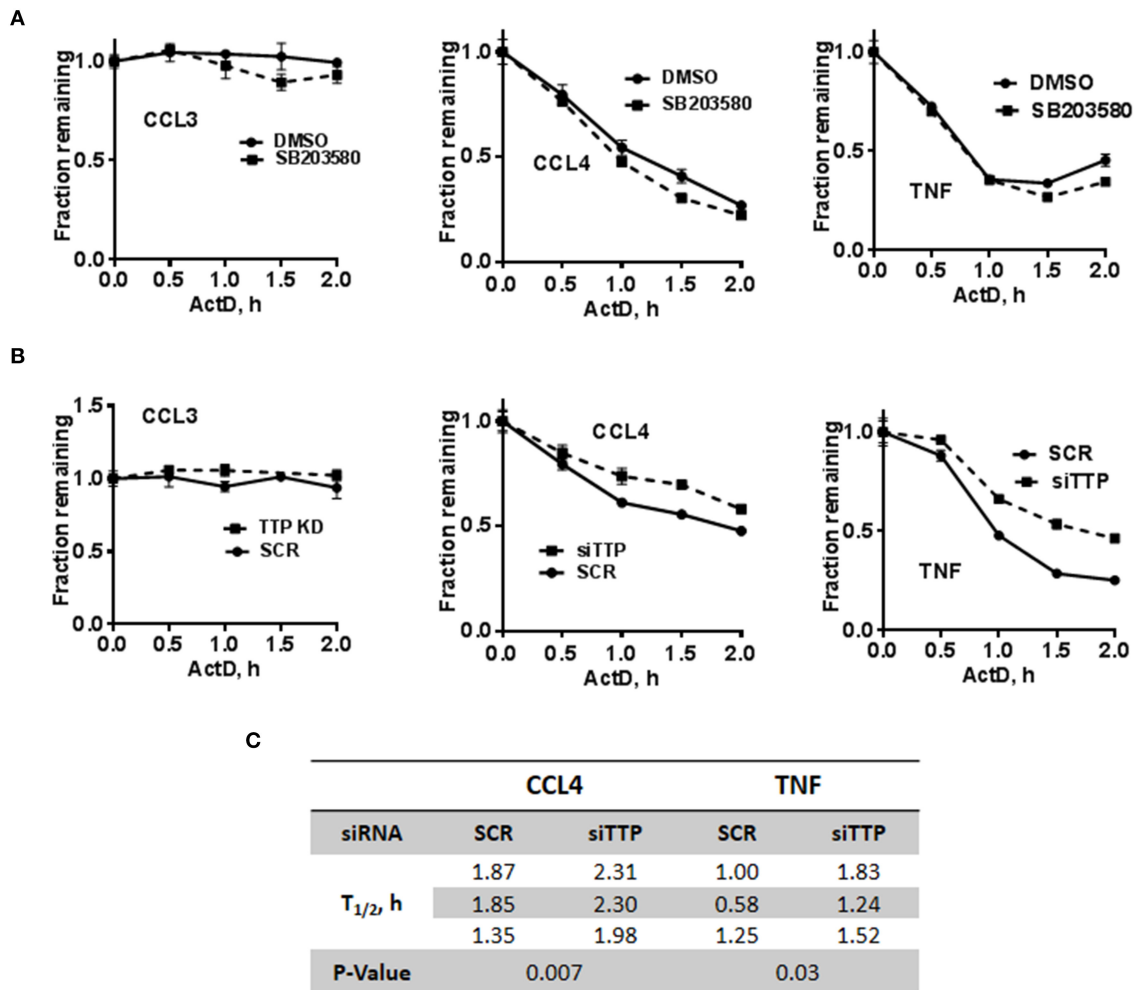 A
Fraction remaining
1.0
0.5
0.0
CCL3
DMSO
SB203580
0.0 0.5 1.0 1.5 2.0
ActD, h
Fraction remaining
1.0
0.5
0.0
DMSO
SB203580
CCL4
0.0 0.5 1.0 1.5 2.0
ActD, h
Fraction remaining
1.0
0.5
0.0
DMSO
SB203580
TNF
0.0 0.5 1.0 1.5 2.0
ActD, h
B
Fraction remaining
1.5
1.0
0.5
0.0
CCL3
TTP KD
SCR
0.0 0.5 1.0 1.5 2.0
ActD, h
Fraction remaining
1.0
0.5
0.0
CCL4
siTTP
SCR
0.0 0.5 1.0 1.5 2.0
ActD, h
Fraction remaining
1.0
0.5
0.0
SCR
siTTP
TNF
0.0 0.5 1.0 1.5 2.0
ActD, h
C
CCL4 TNF
siRNA SCR siTTP SCR siTTP
1.87 2.31 1.00 1.83
T1/2, h 1.85 2.30 0.58 1.24
1.35 1.98 1.25 1.52
P-Value 0.007 0.03